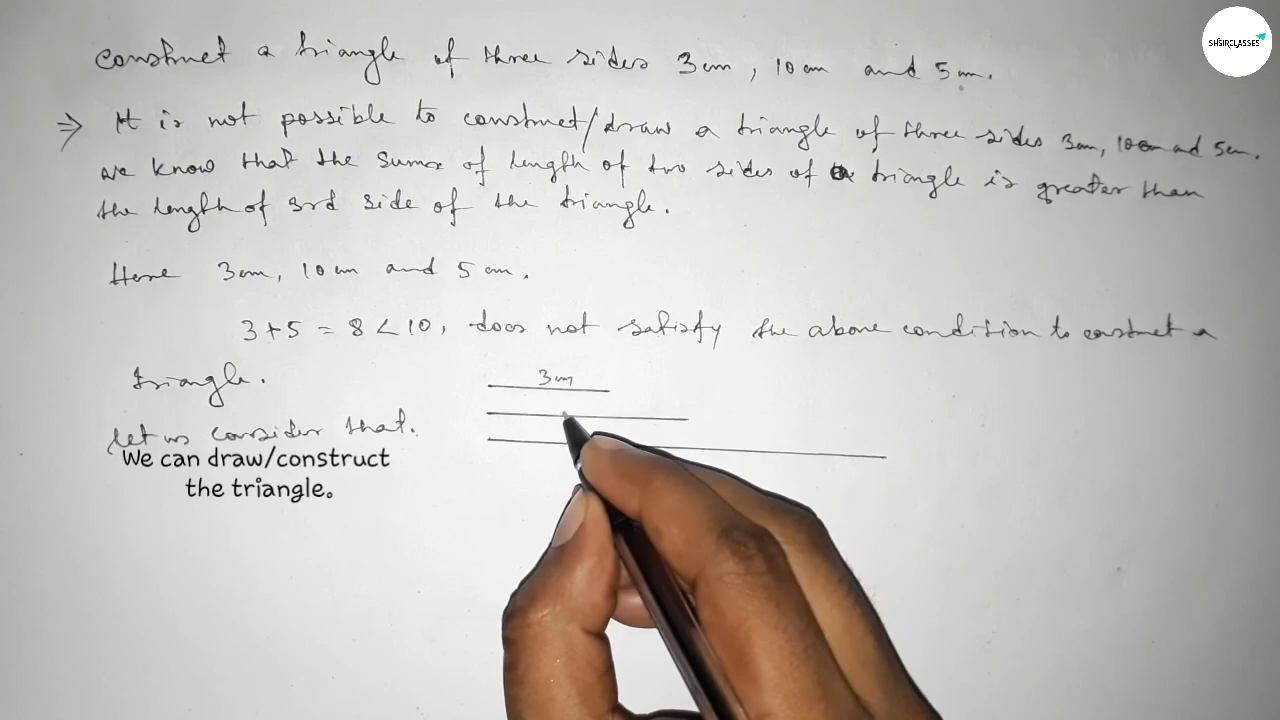 SHSIRCLASSES
construct a triangle of three sides 3cm, 10cm and 5cm.
⇒ It is not possible to construct/draw a triangle of three sides 3cm, 10cm and 5cm.
we know that the sum of length of two sides of a triangle is greater than
the length of 3rd side of the triangle.
Here 3cm, 10cm and 5cm.
3+5 = 8 < 10, does not satisfy the above condition to construct a
triangle.
3cm
let us consider that.
We can draw/construct
the triangle.